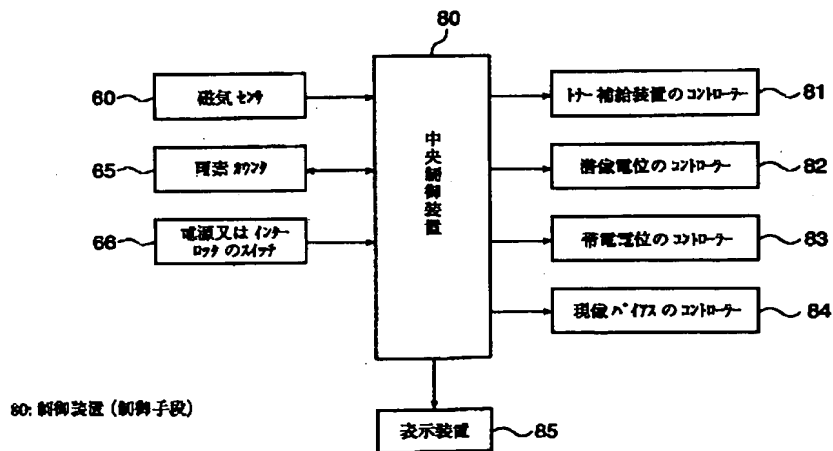 80
60 磁気センサ
65 画素カウンタ
66 電源又はインター
ロックのスイッチ
中央制御装置
トナー補給装置のコントローラー 81
潜像電位のコントローラー 82
帯電電位のコントローラー 83
現像バイアスのコントローラー 84
80: 制御装置 (制御手段)
表示装置 85